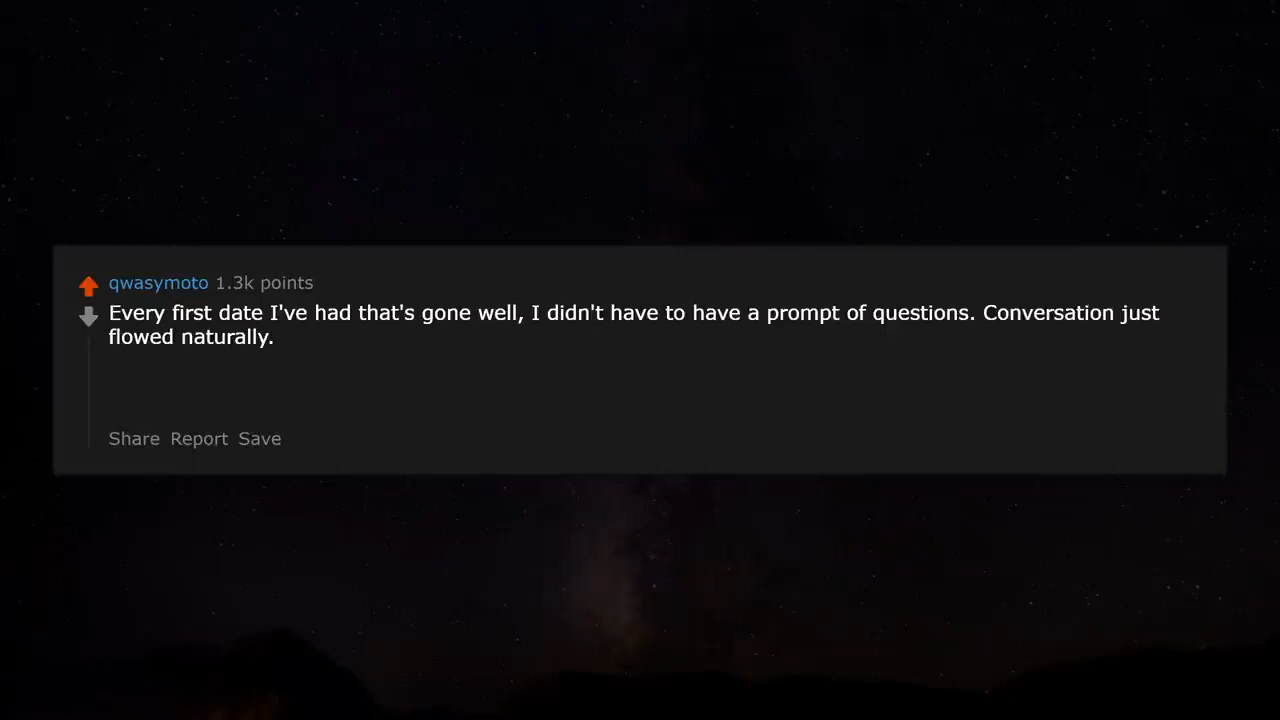 qwasymoto 1.3k points
Every first date I've had that's gone well, I didn't have to have a prompt of questions. Conversation just
flowed naturally.
Share Report Save